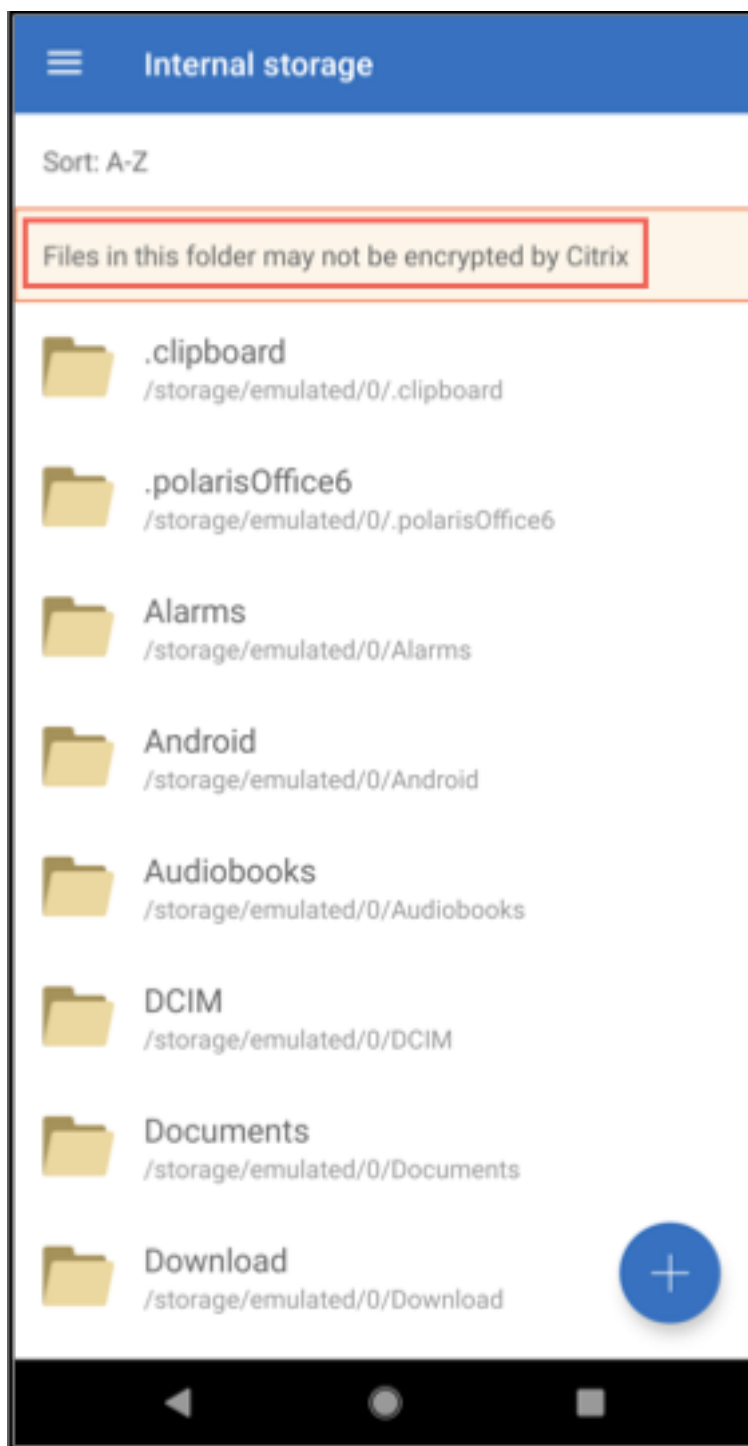 Internal storage
Sort: A-Z
Files in this folder may not be encrypted by Citrix
.clipboard
/storage/emulated/0/.clipboard
.polarisOffice6
/storage/emulated/0/.polarisOffice6
Alarms
/storage/emulated/0/Alarms
Android
/storage/emulated/0/Android
Audiobooks
/storage/emulated/0/Audiobooks
DCIM
/storage/emulated/0/DCIM
Documents
/storage/emulated/0/Documents
Download
/storage/emulated/0/Download